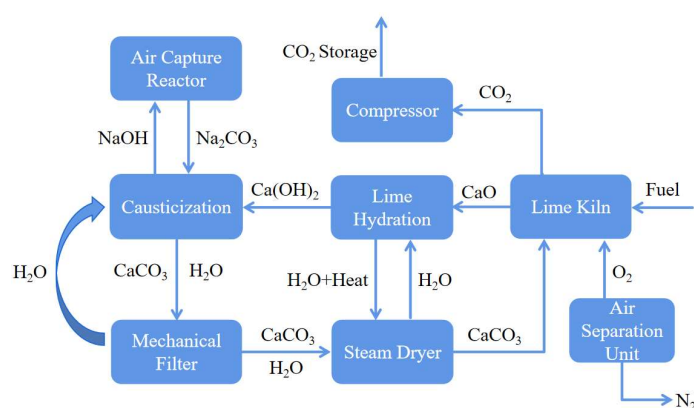 CO₂ Storage
Air Capture
Reactor
Compressor
CO₂
NaOH
Na₂CO₃
Causticization
Ca(OH)₂
Lime
Hydration
CaO
Lime Kiln
Fuel
H₂O
CaCO₃
H₂O
H₂O+Heat
H₂O
O₂
Mechanical
Filter
CaCO₃
H₂O
Steam Dryer
CaCO₃
Air
Separation
Unit
N₂